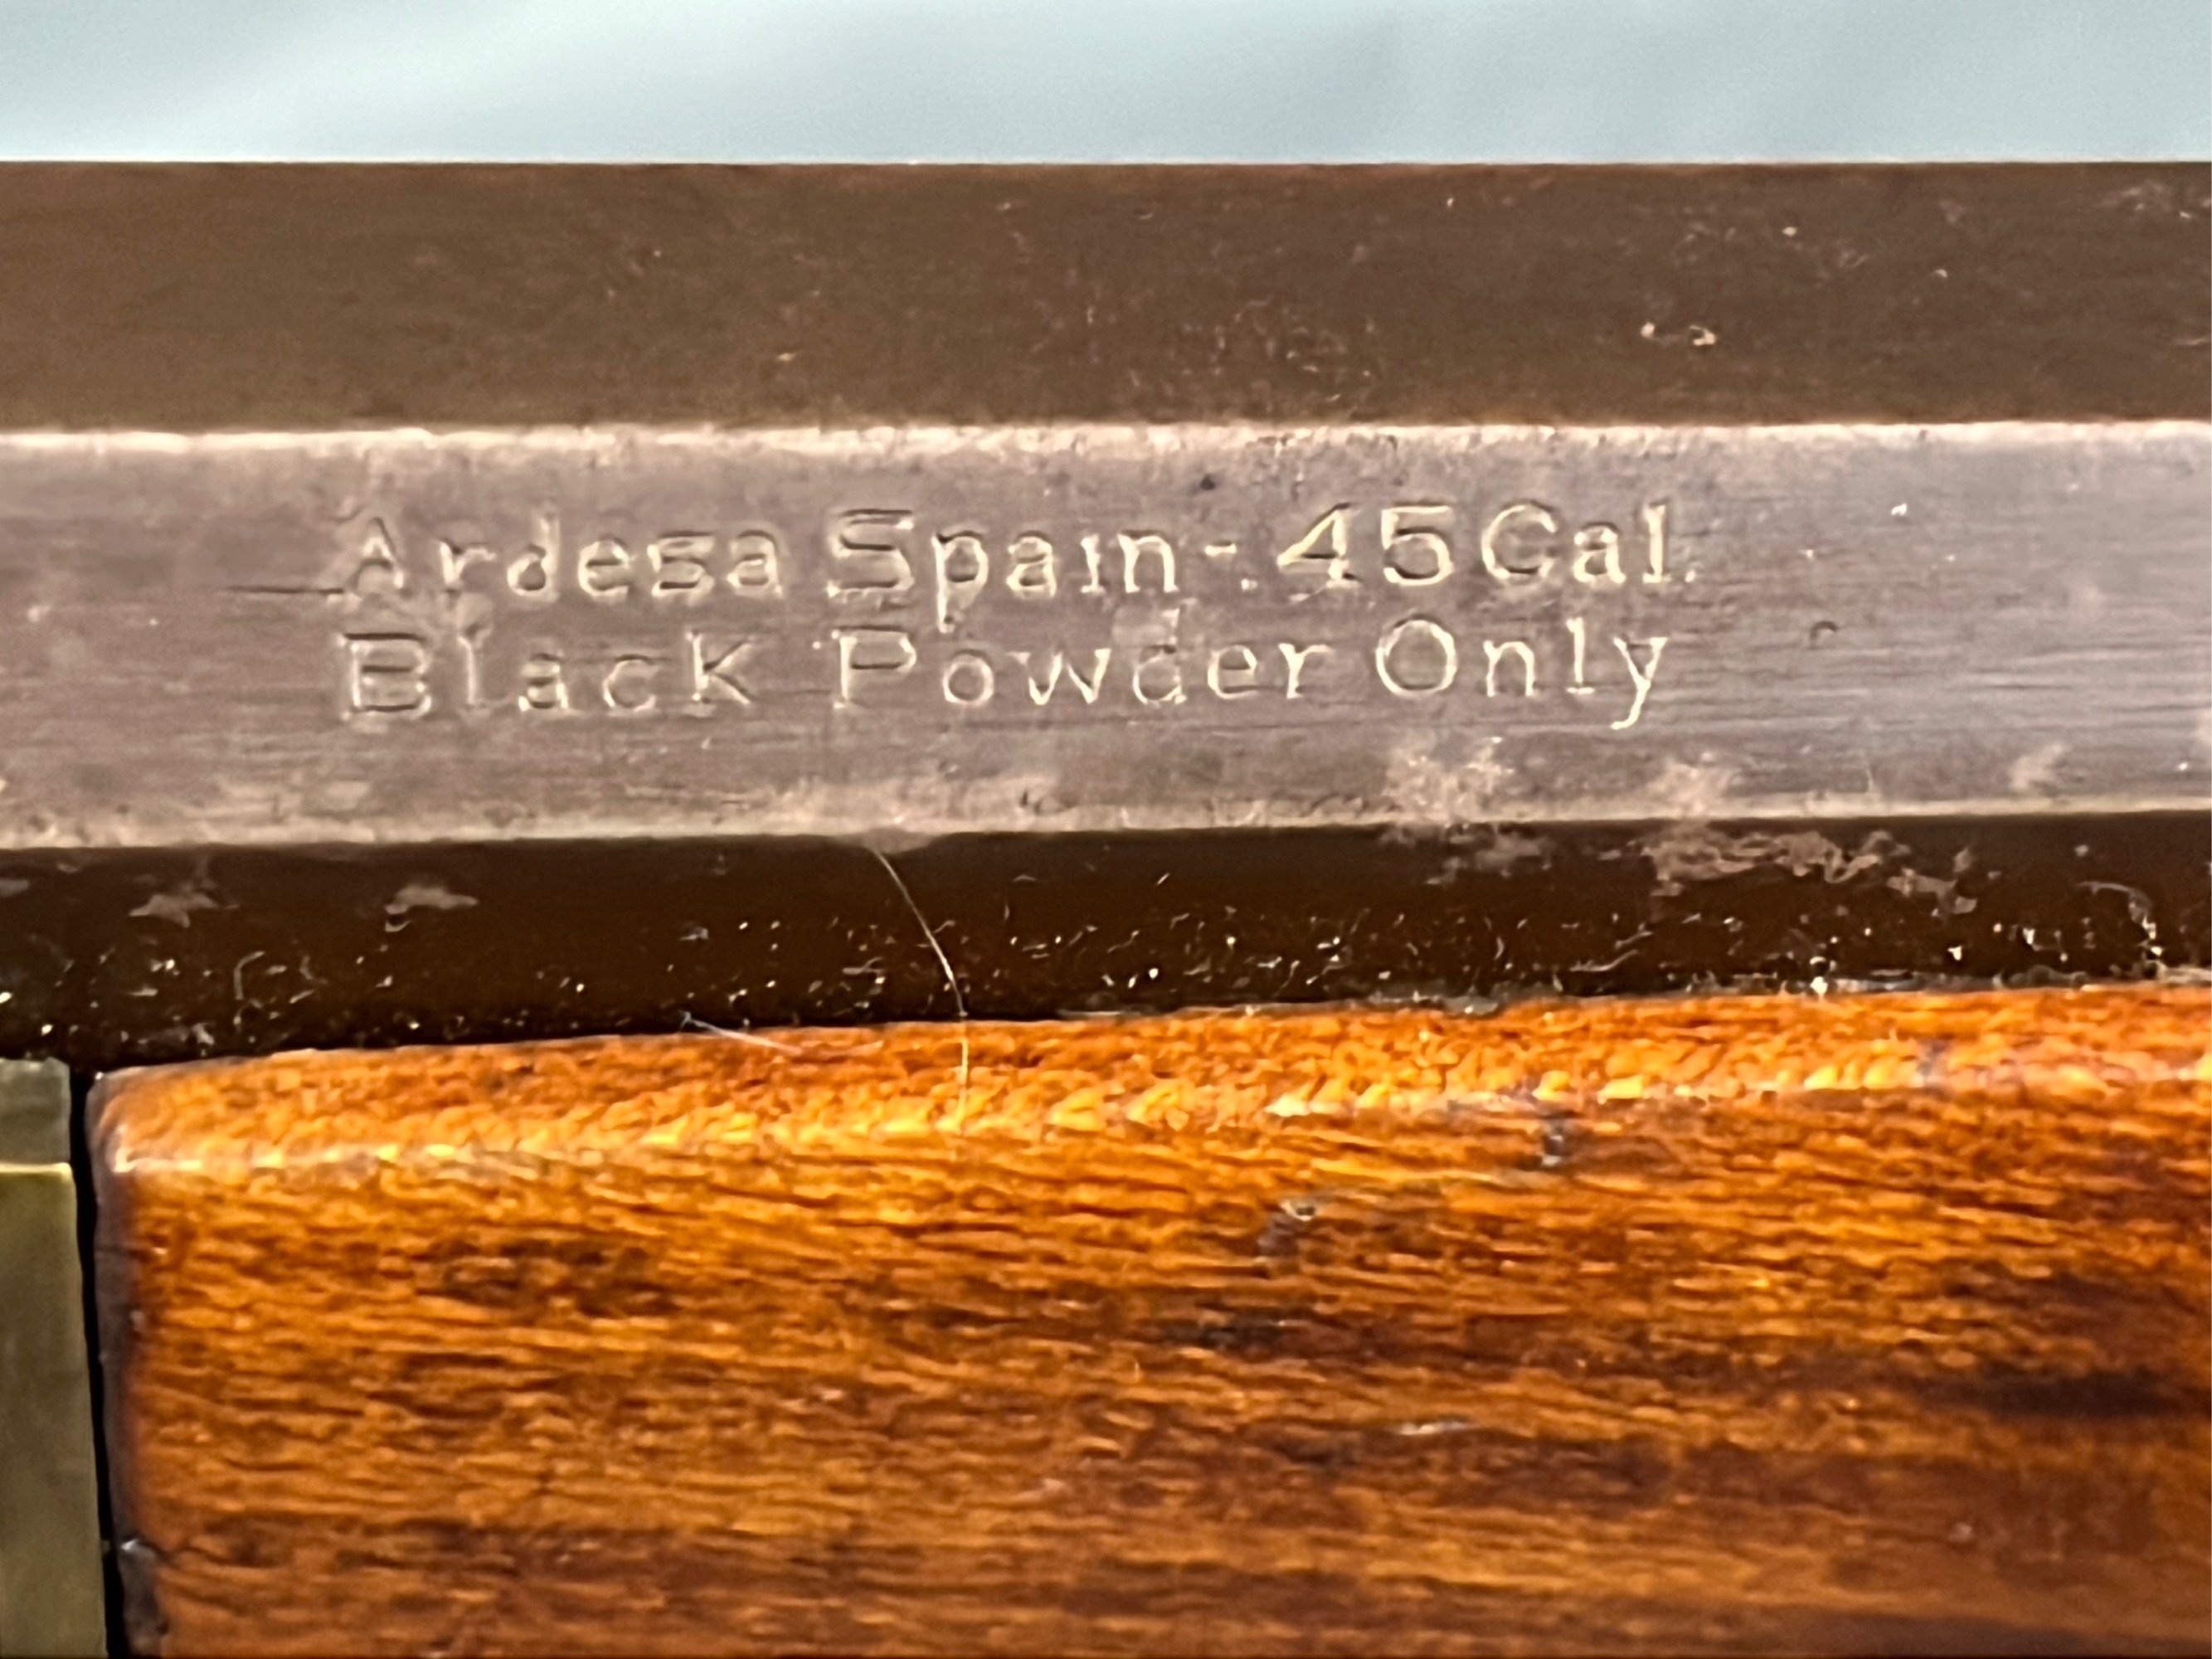 Ardesa Spain-.45 Cal.
Black Powder Only